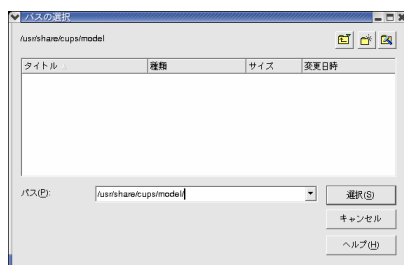 パスの選択
/usr/share/cups/model
タイトル 種類 サイズ 変更日時
パス(P): /usr/share/cups/model/ 選択(S)
キャンセル
ヘルプ(H)